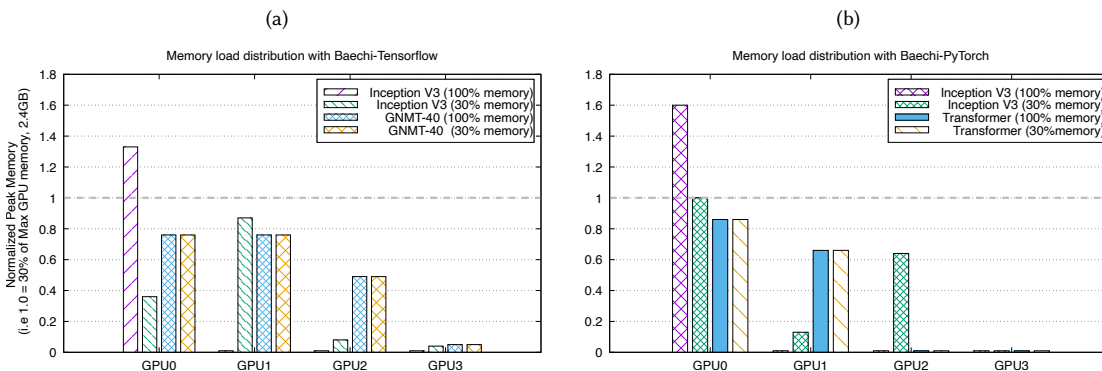 (a)
Memory load distribution with Baechi-Tensorflow
Normalized Peak Memory
(i.e 1.0 = 30% of Max GPU memory, 2.4GB)
1.8
1.6
1.4
1.2
1
0.8
0.6
0.4
0.2
0
Inception V3 (100% memory)
Inception V3 (30% memory)
GNMT-40 (100% memory)
GNMT-40 (30% memory)
GPU0 GPU1 GPU2 GPU3
(b)
Memory load distribution with Baechi-PyTorch
1.8
1.6
1.4
1.2
1
0.8
0.6
0.4
0.2
0
Inception V3 (100% memory)
Inception V3 (30% memory)
Transformer (100% memory)
Transformer (30%memory)
GPU0 GPU1 GPU2 GPU3